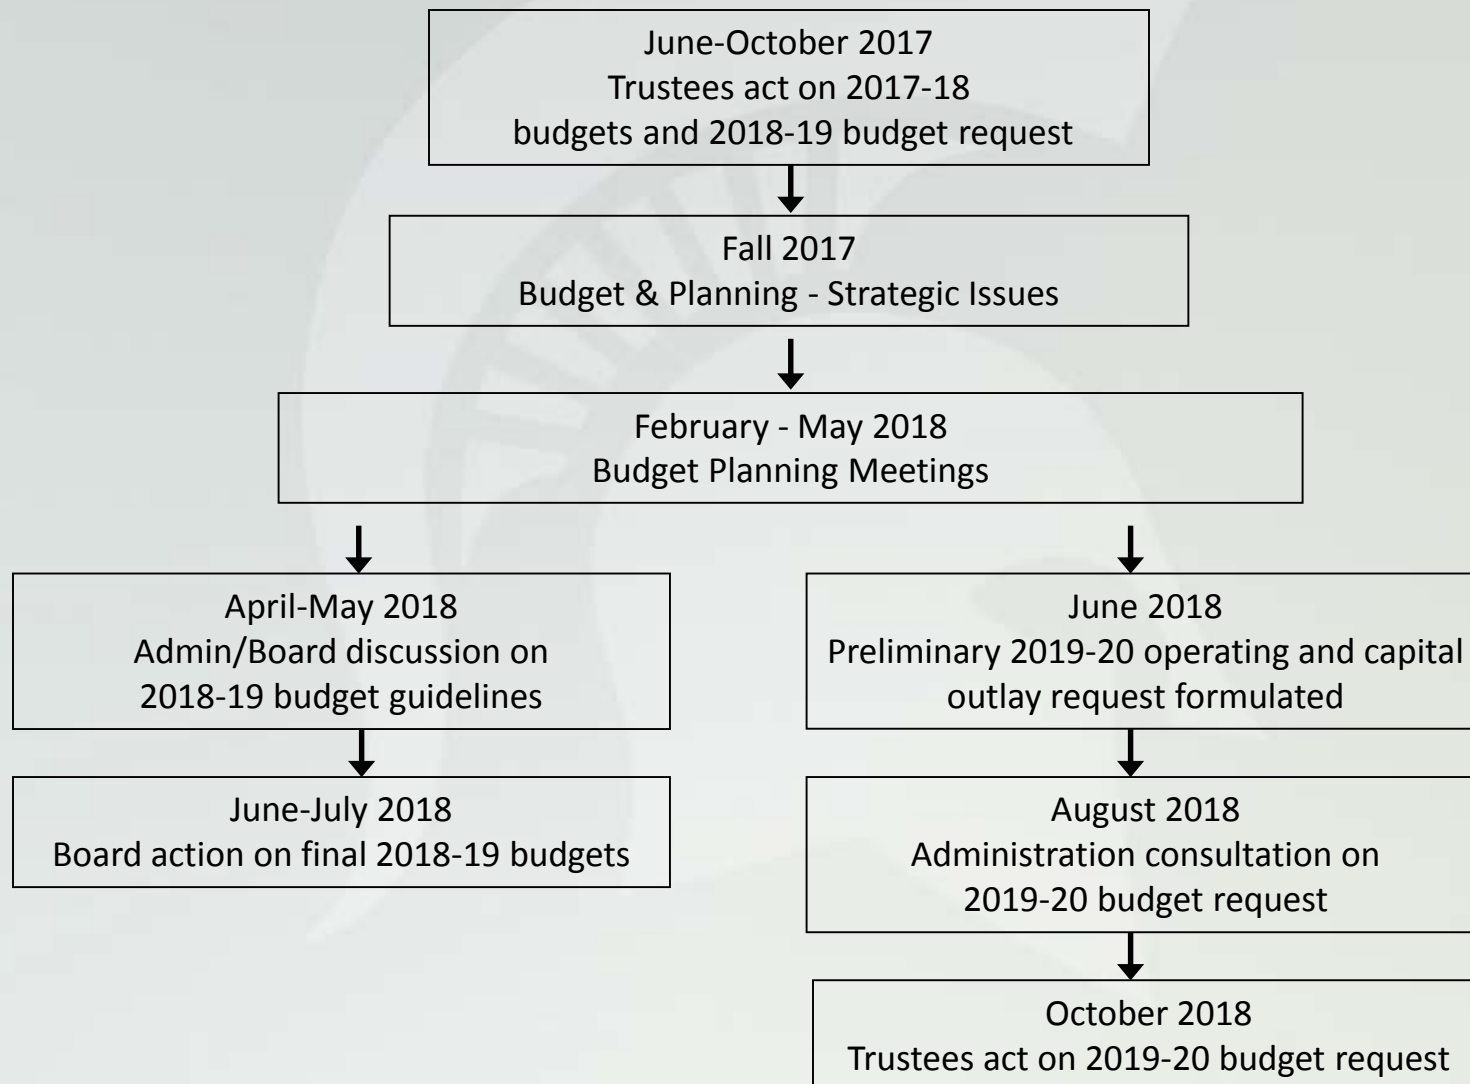 June-October 2017
Trustees act on 2017-18
budgets and 2018-19 budget request
Fall 2017
Budget & Planning - Strategic Issues
February - May 2018
Budget Planning Meetings
April-May 2018
Admin/Board discussion on
2018-19 budget guidelines
June-July 2018
Board action on final 2018-19 budgets
June 2018
Preliminary 2019-20 operating and capital
outlay request formulated
August 2018
Administration consultation on
2019-20 budget request
October 2018
Trustees act on 2019-20 budget request